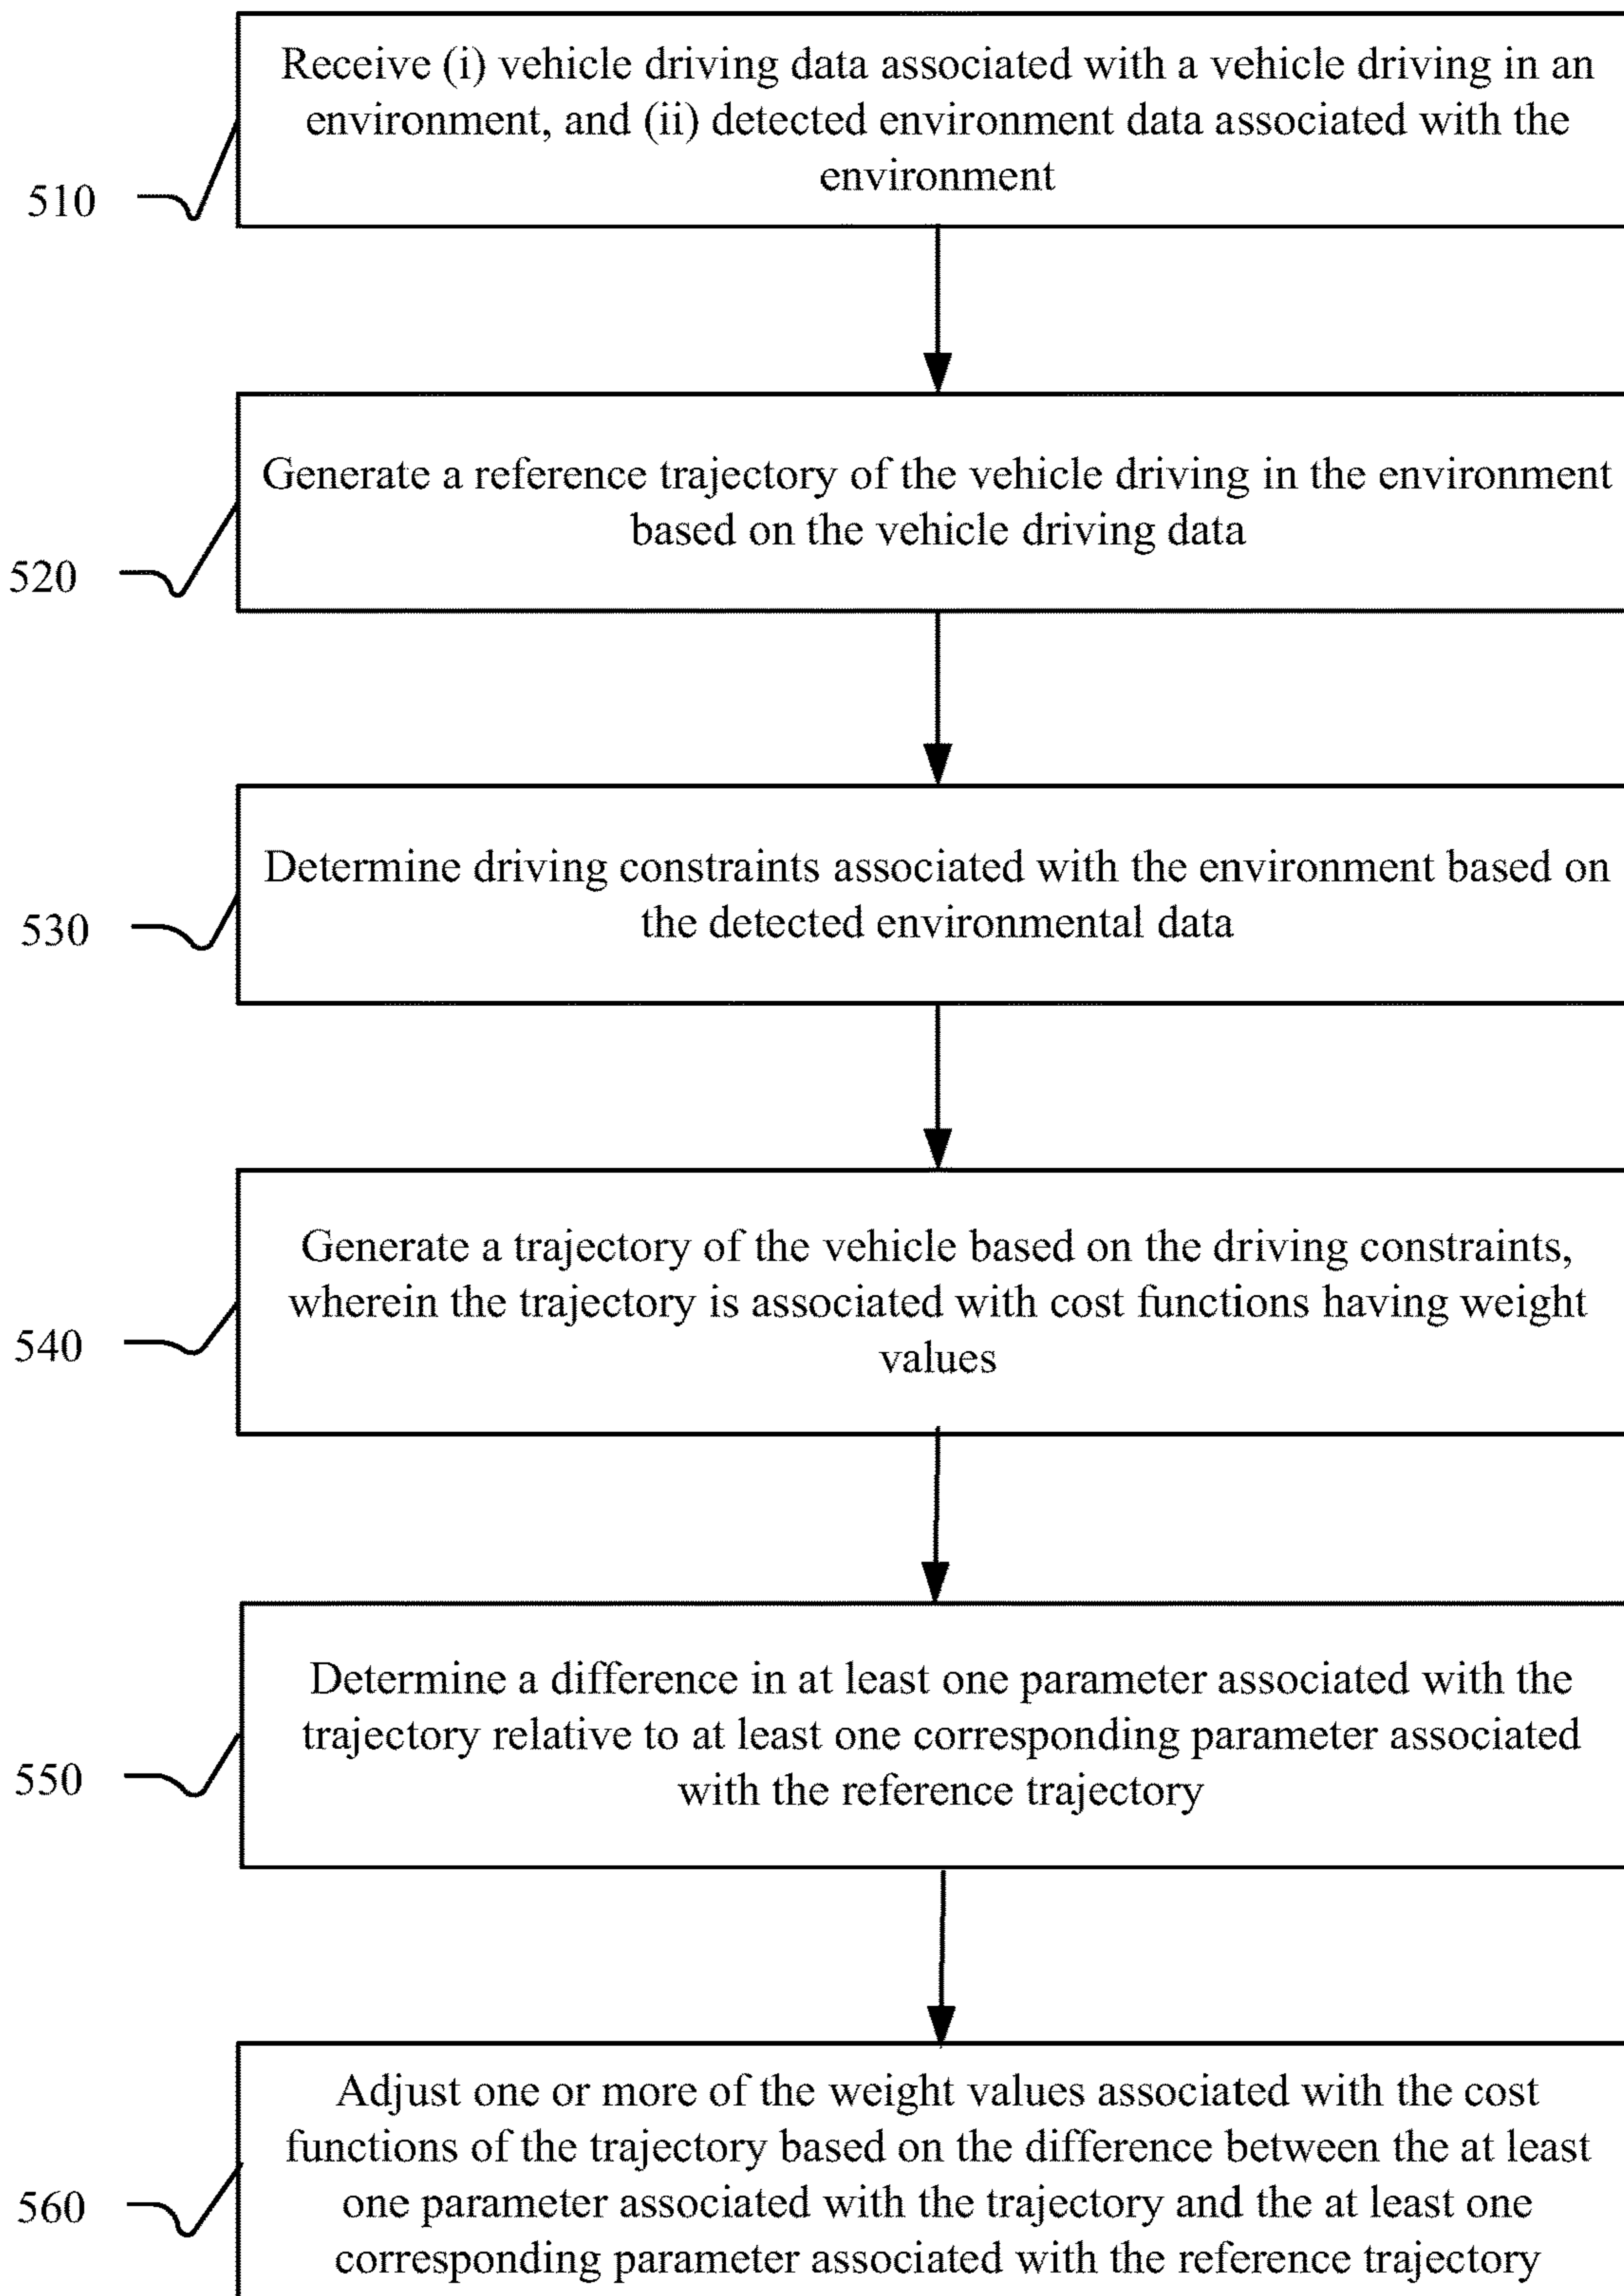 Receive (i) vehicle driving data associated with a vehicle driving in an
environment, and (ii) detected environment data associated with the
environment
510
Generate a reference trajectory of the vehicle driving in the environment
based on the vehicle driving data
520
Determine driving constraints associated with the environment based on
the detected environmental data
530
Generate a trajectory of the vehicle based on the driving constraints,
wherein the trajectory is associated with cost functions having weight
values
540
Determine a difference in at least one parameter associated with the
trajectory relative to at least one corresponding parameter associated
with the reference trajectory
550
Adjust one or more of the weight values associated with the cost
functions of the trajectory based on the difference between the at least
one parameter associated with the trajectory and the at least one
corresponding parameter associated with the reference trajectory
560